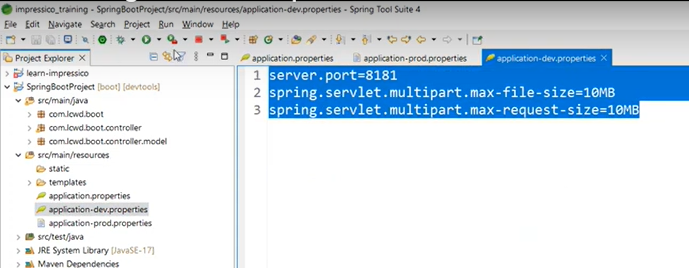 impressico_training - SpringBootProject/src/main/resources/application-dev.properties - Spring Tool Suite 4
File Edit Navigate Search Project Run Window Help
Project Explorer
application.properties
application-prod.properties
application-dev.properties
learn-impressico
SpringBootProject [boot] [devtools]
src/main/java
com.lcwd.boot
com.lcwd.boot.controller
com.lcwd.boot.controller.model
src/main/resources
static
templates
application.properties
application-dev.properties
application-prod.properties
src/test/java
JRE System Library [JavaSE-17]
Maven Dependencies
1 server.port=8181
2 spring.servlet.multipart.max-file-size=10MB
3 spring.servlet.multipart.max-request-size=10MB